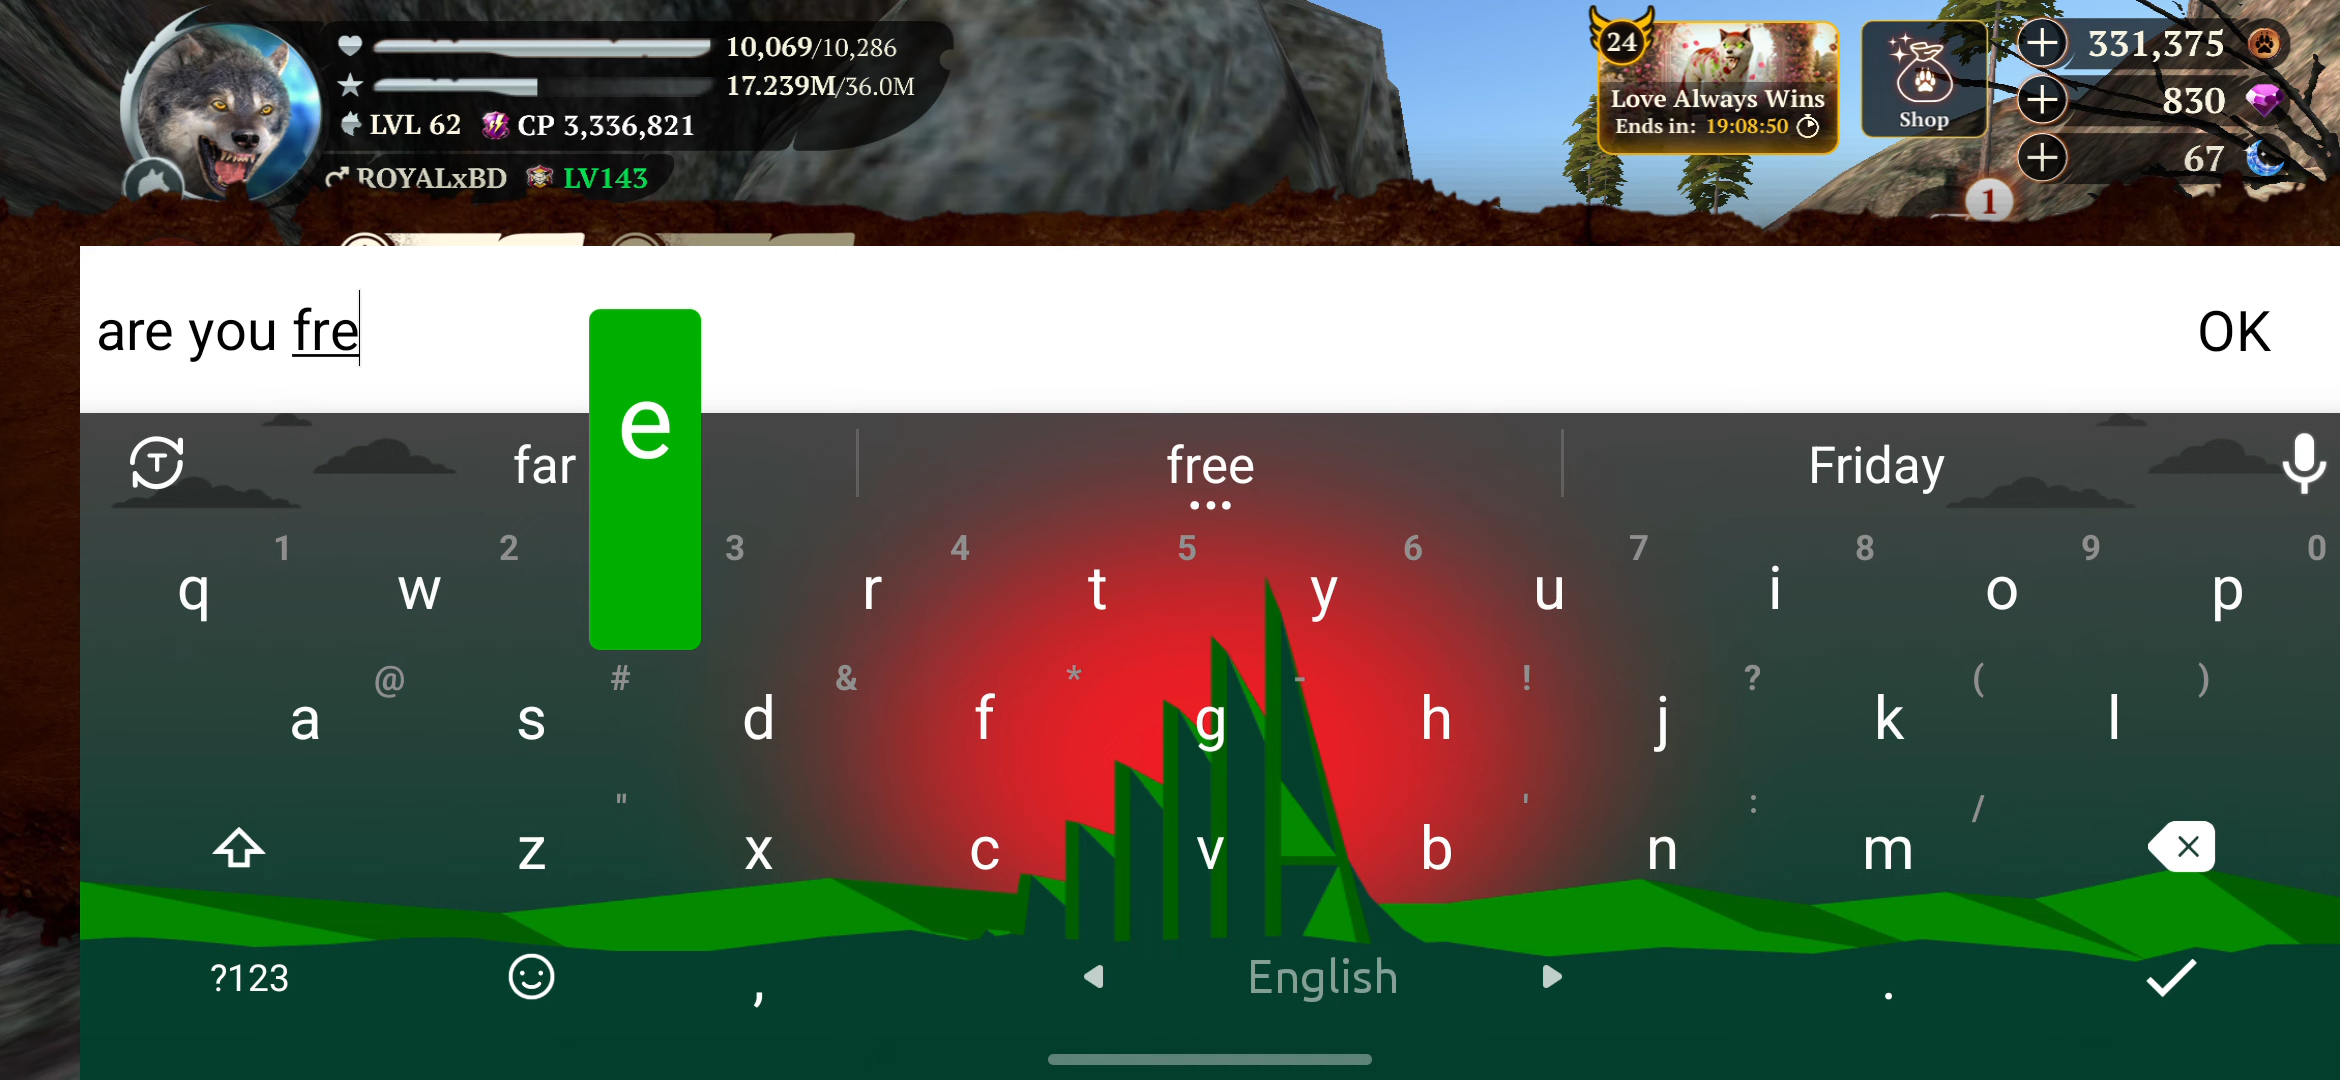 10,069/10,286
17.239M/36.0M
LVL 62 CP 3,336,821
ROYALxBD LV143
24
Love Always Wins
Ends in: 19:08:50
Shop
331,375
830
67
1
are you fre
OK
e
far free Friday
1 2 3 4 5 6 7 8 9 0
q w r t y u i o p
@ # & * - ! ? ( )
a s d f g h j k l
" ' : /
z x c v b n m
?123 , English .